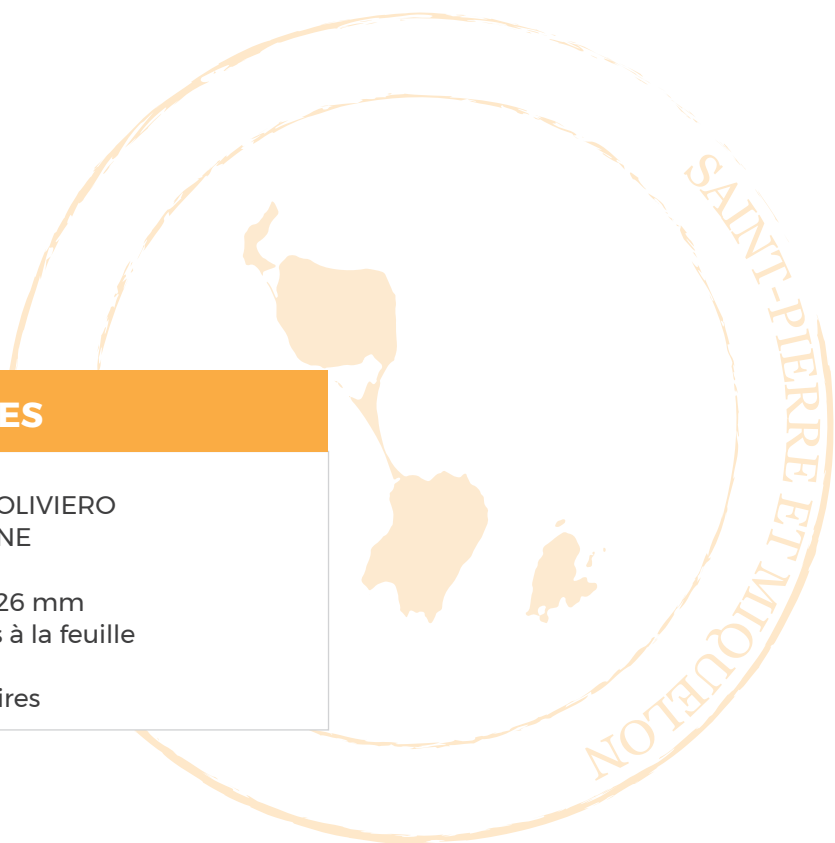 ES
OLIVIERO
NE
26 mm
s à la feuille
ires
SAINT-PIERRE ET MIQUELON